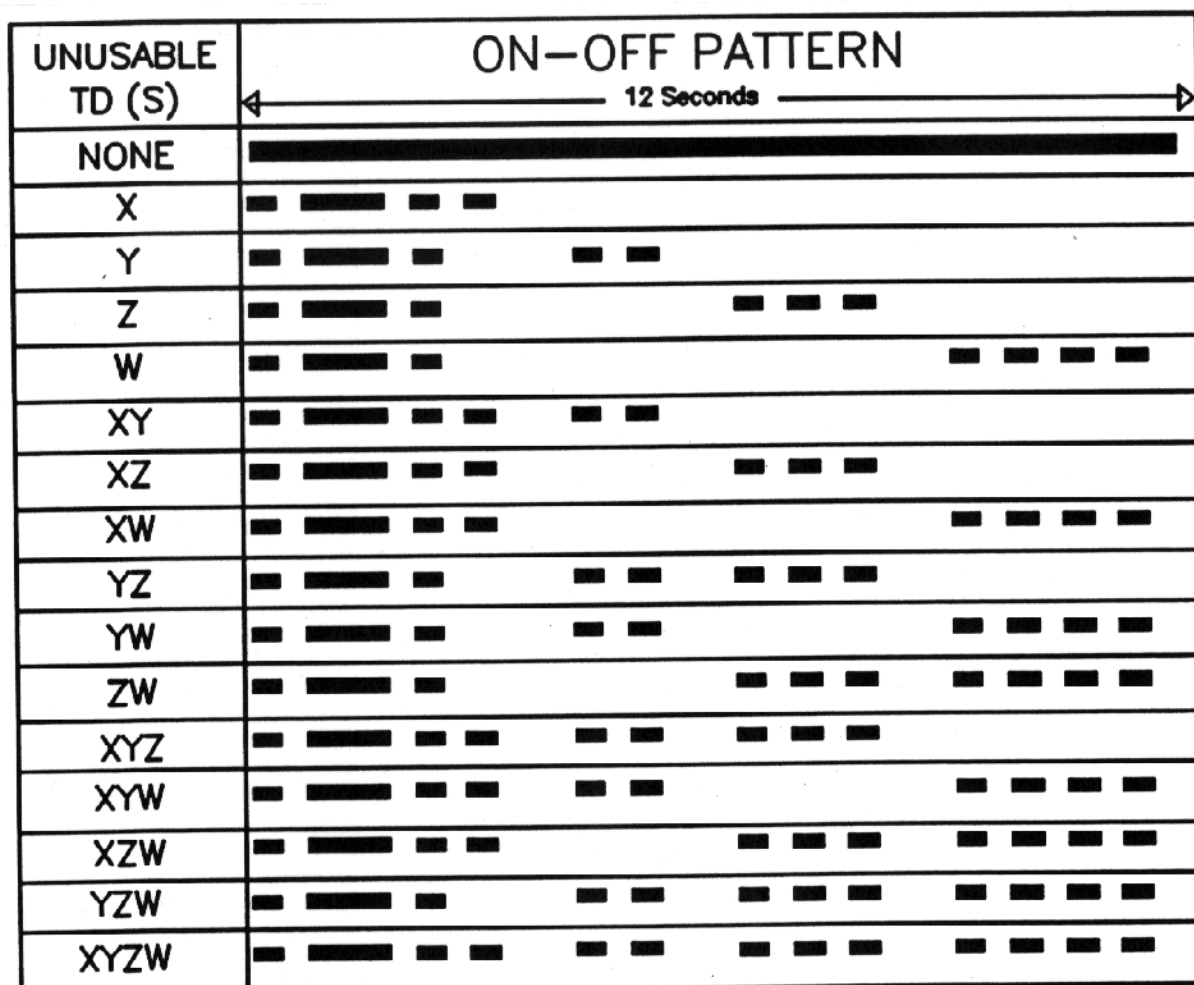 UNUSABLE
TD (S)
ON-OFF PATTERN
12 Seconds
NONE
X
Y
Z
W
XY
XZ
XW
YZ
YW
ZW
XYZ
XYW
XZW
YZW
XYZW